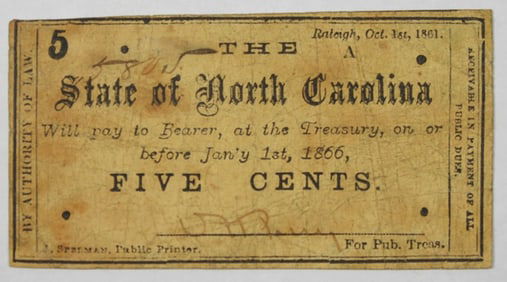 BY AUTHORITY OF LAW.
5
Raleigh, Oct. 1st, 1861.
THE
A
State of North Carolina
Will pay to Bearer, at the Treasury, on or
before Jan'y 1st, 1866,
FIVE CENTS.
J. SPELMAN, Public Printer.
For Pub. Treas.
RECEIVABLE IN PAYMENT OF ALL
PUBLIC DUES.